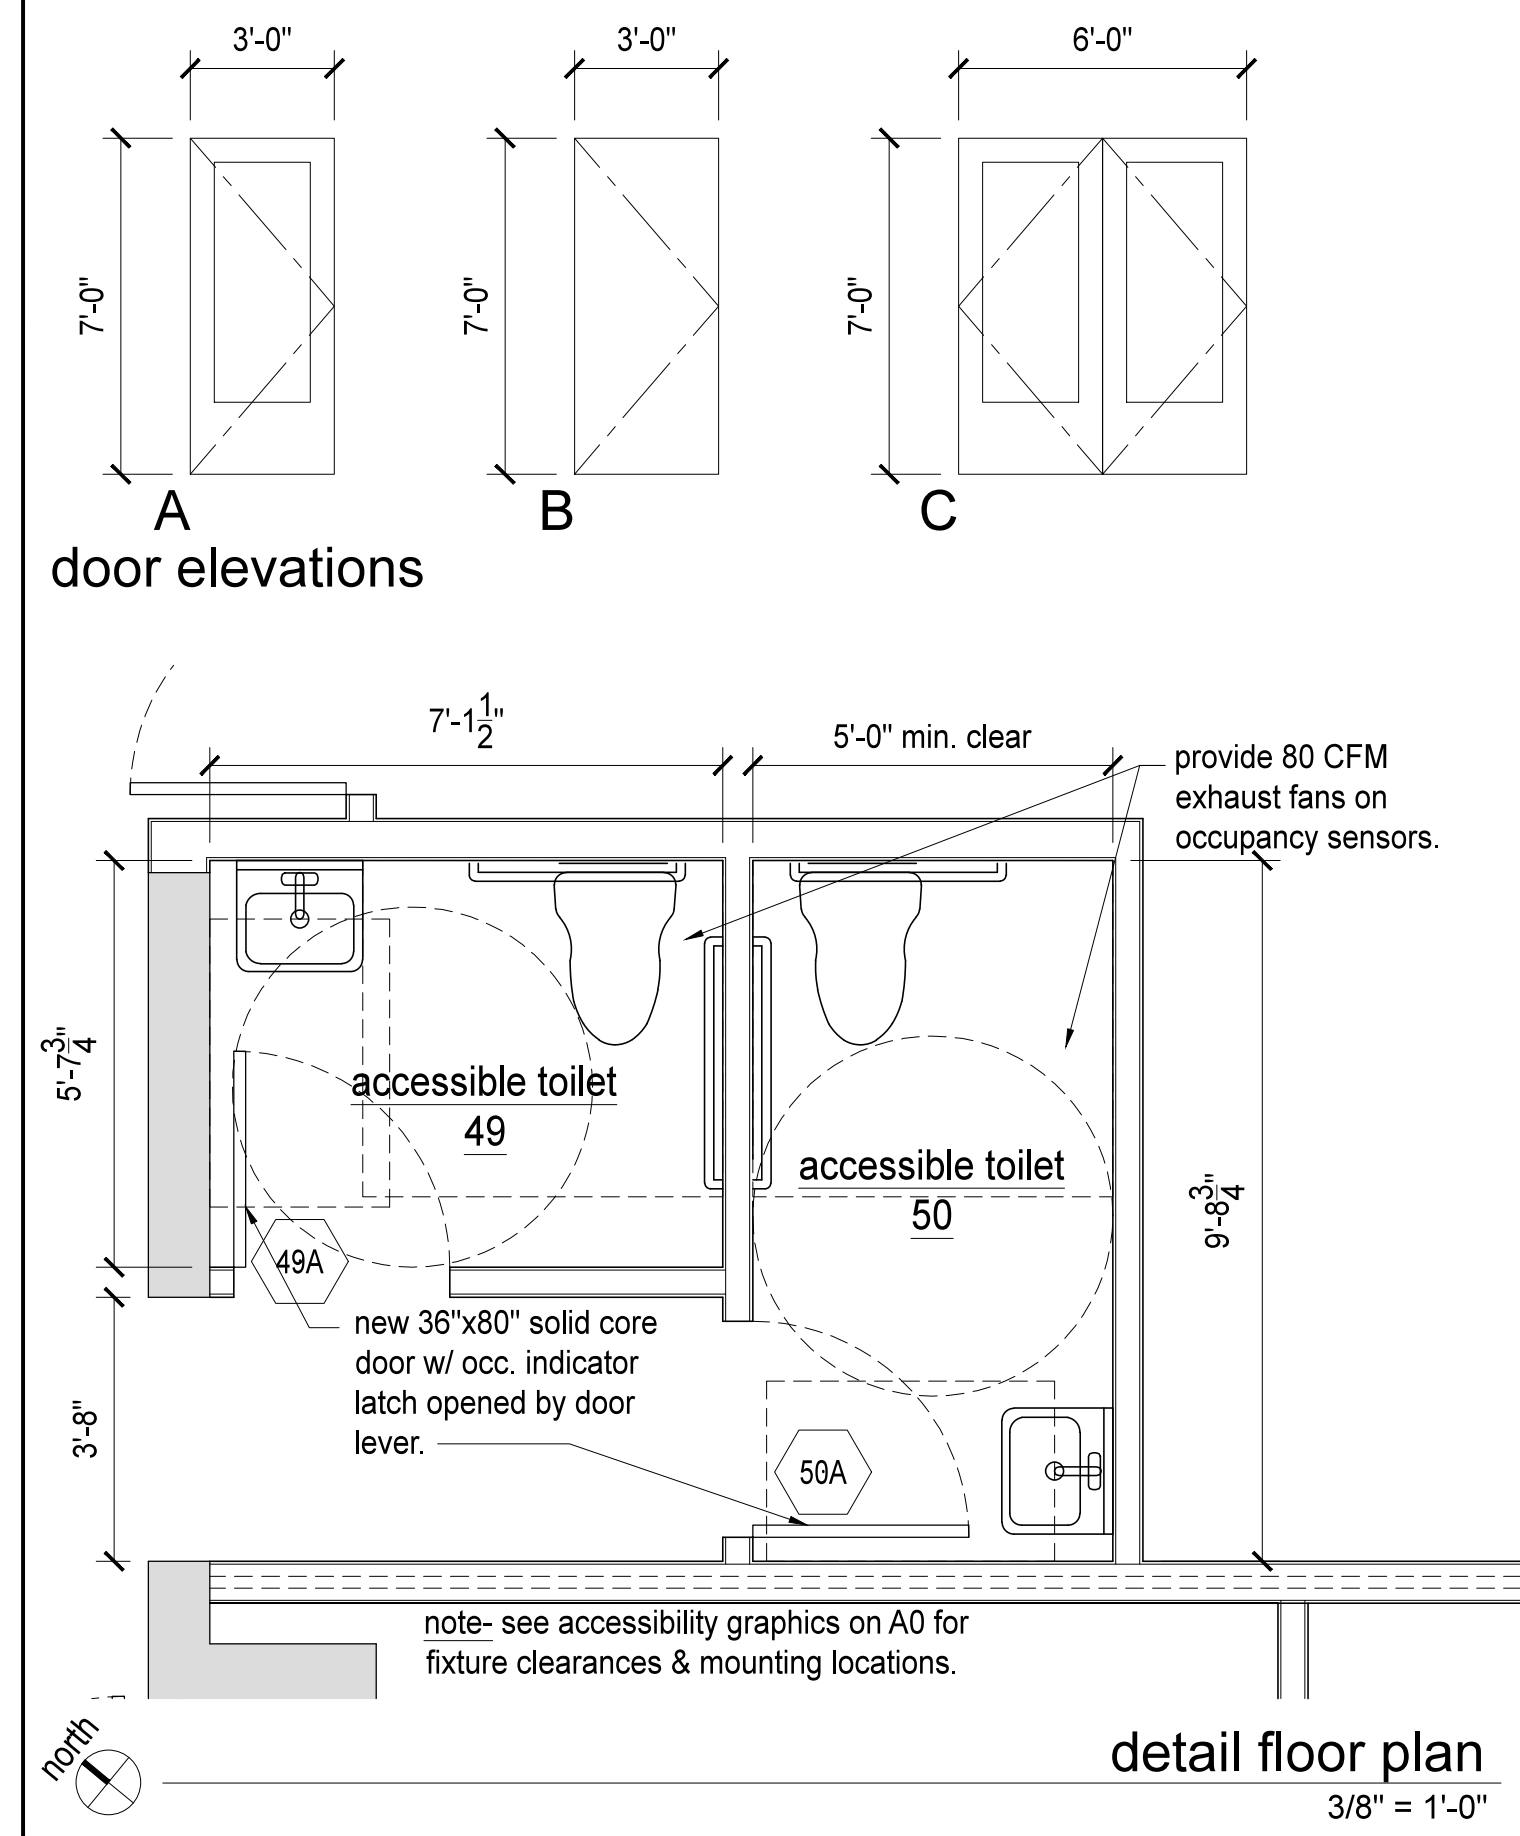 3'-0"
3'-0"
6'-0"
7'-0"
7'-0"
7'-0"
A
B
C
door elevations
7'-1 1/2"
5'-0" min. clear
provide 80 CFM
exhaust fans on
occupancy sensors.
5'-7 3/4"
accessible toilet
49
accessible toilet
50
9'-8 3/4"
49A
new 36"x80" solid core
door w/ occ. indicator
latch opened by door
lever.
3'-8"
50A
note- see accessibility graphics on A0 for
fixture clearances & mounting locations.
north
detail floor plan
3/8" = 1'-0"